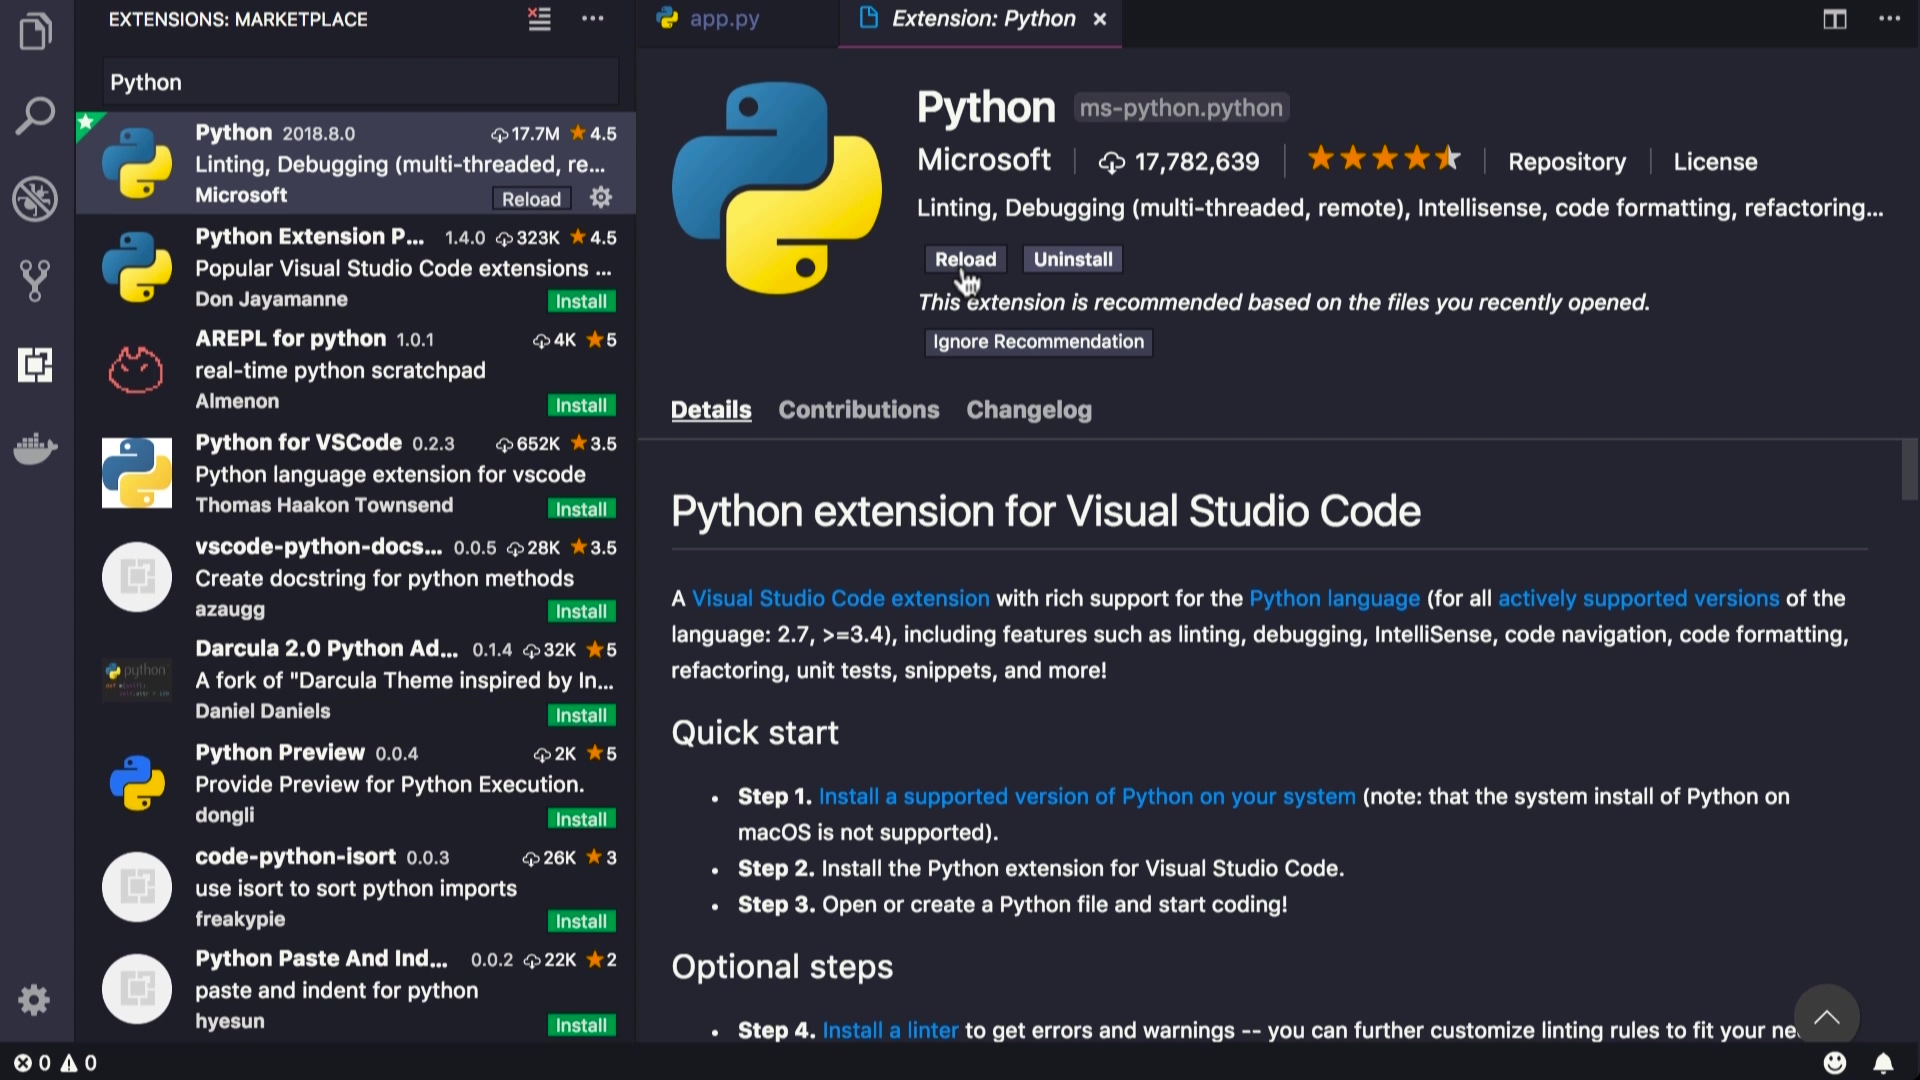 EXTENSIONS: MARKETPLACE
Python
Python 2018.8.0 17.7M 4.5
Linting, Debugging (multi-threaded, re...
Microsoft Reload
Python Extension P... 1.4.0 323K 4.5
Popular Visual Studio Code extensions ...
Don Jayamanne Install
AREPL for python 1.0.1 4K 5
real-time python scratchpad
Almenon Install
Python for VSCode 0.2.3 652K 3.5
Python language extension for vscode
Thomas Haakon Townsend Install
vscode-python-docs... 0.0.5 28K 3.5
Create docstring for python methods
azaugg Install
Darcula 2.0 Python Ad... 0.1.4 32K 5
python
A fork of "Darcula Theme inspired by In...
Daniel Daniels Install
Python Preview 0.0.4 2K 5
Provide Preview for Python Execution.
dongli Install
code-python-isort 0.0.3 26K 3
use isort to sort python imports
freakypie Install
Python Paste And Ind... 0.0.2 22K 2
paste and indent for python
hyesun Install
0 0
app.py Extension: Python
Python ms-python.python
Microsoft 17,782,639 Repository License
Linting, Debugging (multi-threaded, remote), Intellisense, code formatting, refactoring...
Reload Uninstall
This extension is recommended based on the files you recently opened.
Ignore Recommendation
Details Contributions Changelog
Python extension for Visual Studio Code
A Visual Studio Code extension with rich support for the Python language (for all actively supported versions of the
language: 2.7, >=3.4), including features such as linting, debugging, IntelliSense, code navigation, code formatting,
refactoring, unit tests, snippets, and more!
Quick start
• Step 1. Install a supported version of Python on your system (note: that the system install of Python on
macOS is not supported).
• Step 2. Install the Python extension for Visual Studio Code.
• Step 3. Open or create a Python file and start coding!
Optional steps
• Step 4. Install a linter to get errors and warnings -- you can further customize linting rules to fit your ne